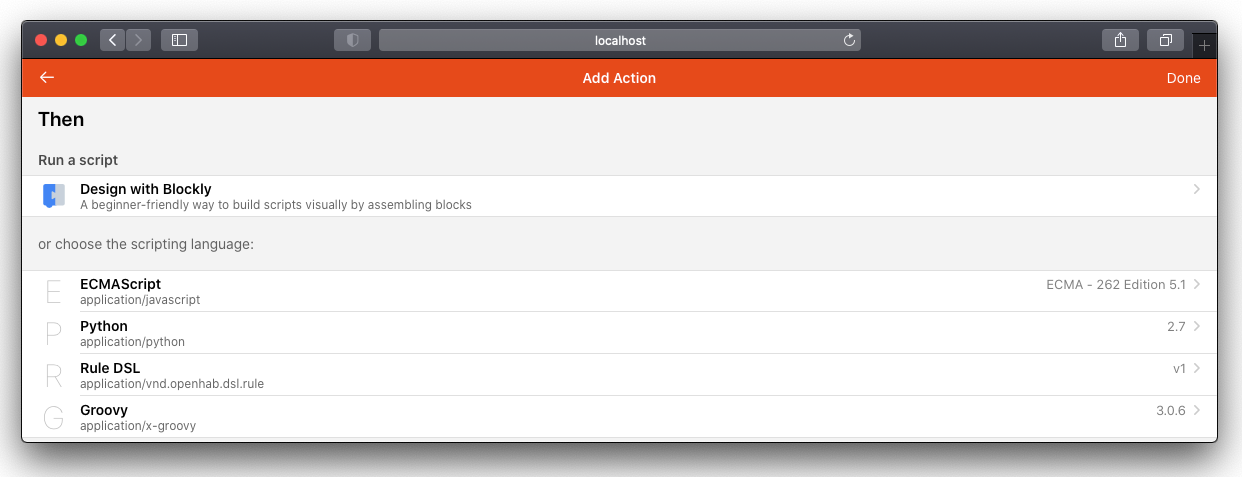 localhost
Add Action
Done
Then
Run a script
Design with Blockly
A beginner-friendly way to build scripts visually by assembling blocks
or choose the scripting language:
E
ECMAScript
ECMA - 262 Edition 5.1
application/javascript
P
Python
2.7
application/python
R
Rule DSL
v1
application/vnd.openhab.dsl.rule
G
Groovy
3.0.6
application/x-groovy